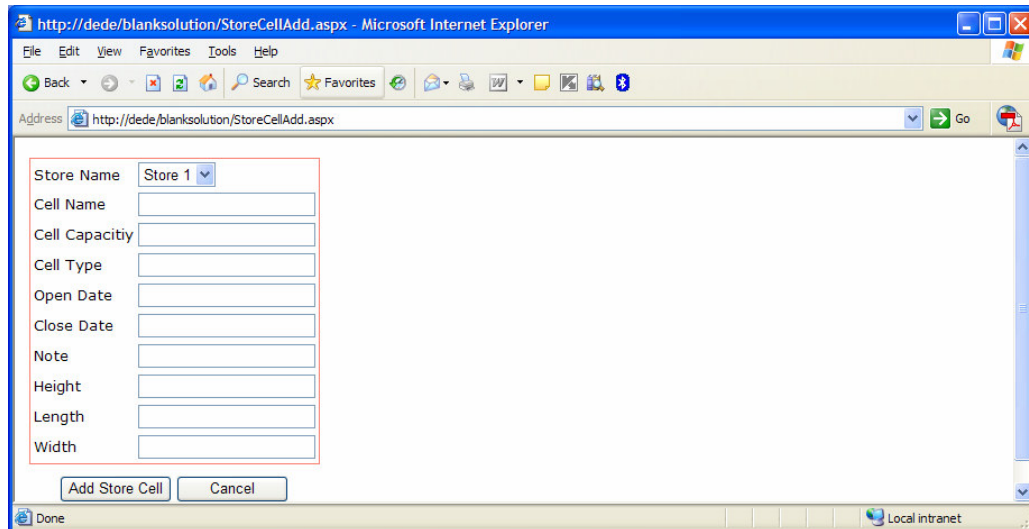 http://dede/blanksolution/StoreCellAdd.aspx - Microsoft Internet Explorer
File Edit View Favorites Tools Help
Back Search Favorites
Address http://dede/blanksolution/StoreCellAdd.aspx Go
Store Name Store 1
Cell Name
Cell Capacitiy
Cell Type
Open Date
Close Date
Note
Height
Length
Width
Add Store Cell Cancel
Done Local intranet